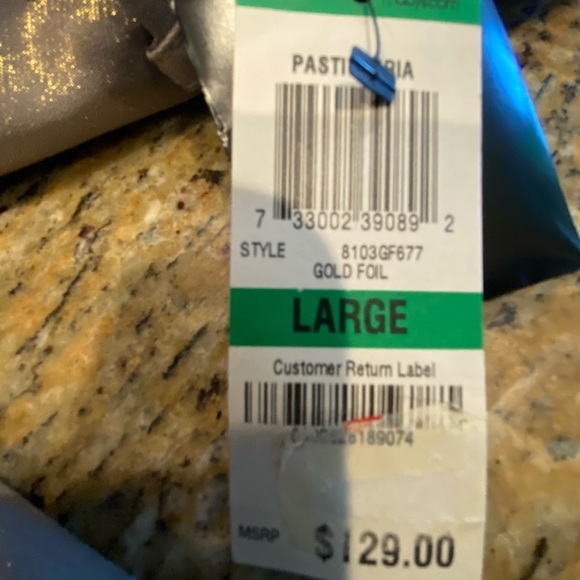 7 33002 39089 2
STYLE 8103GF677
GOLD FOIL
LARGE
Customer Return Label
MSRP $129.00